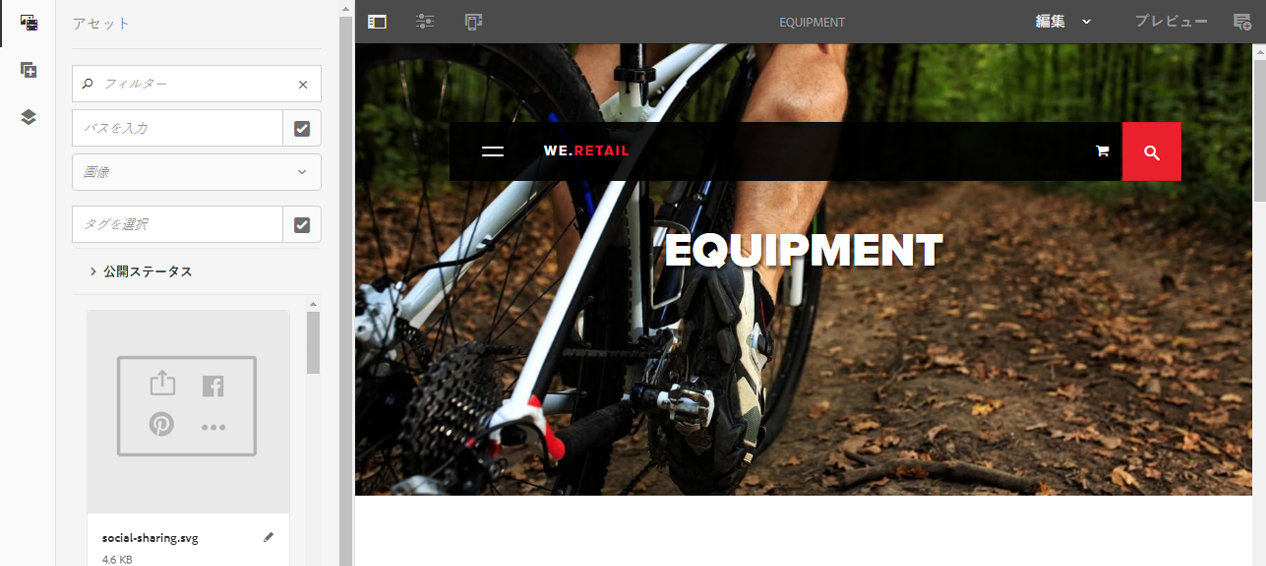 アセット
フィルター
パスを入力
画像
タグを選択
公開ステータス
social-sharing.svg
4.6 KB
EQUIPMENT
編集
プレビュー
WE.RETAIL
EQUIPMENT